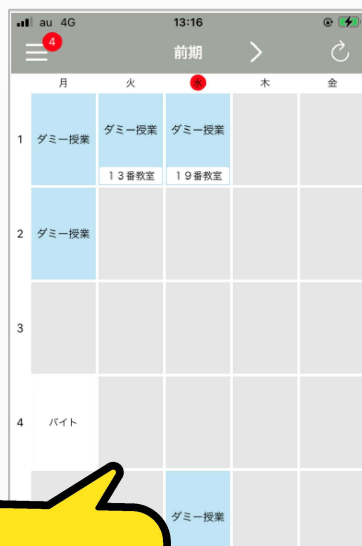 au 4G 13:16
4
前期
月 火 水 木 金
1 ダミー授業 ダミー授業 ダミー授業
13番教室 19番教室
2 ダミー授業
3
4 バイト
ダミー授業